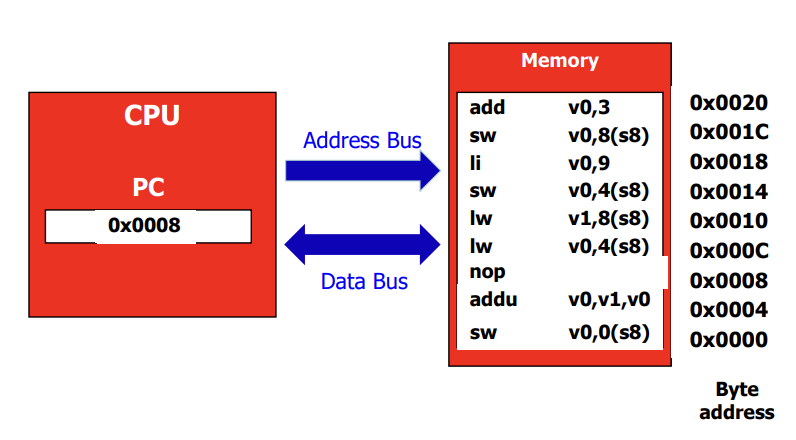 CPU
PC
0x0008
Address Bus
Data Bus
Memory
add v0,3 0x0020
sw v0,8(s8) 0x001C
li v0,9 0x0018
sw v0,4(s8) 0x0014
lw v1,8(s8) 0x0010
lw v0,4(s8) 0x000C
nop 0x0008
addu v0,v1,v0 0x0004
sw v0,0(s8) 0x0000
Byte
address